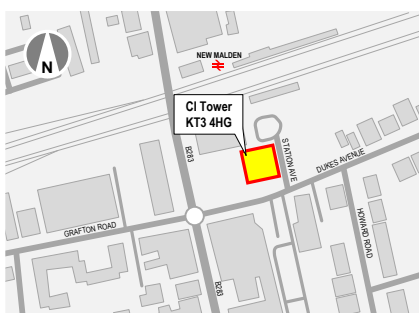 NEW MALDEN
N
CI Tower
KT3 4HG
B283
STATION AVE
DUKES AVENUE
GRAFTON ROAD
HOWARD ROAD
B283